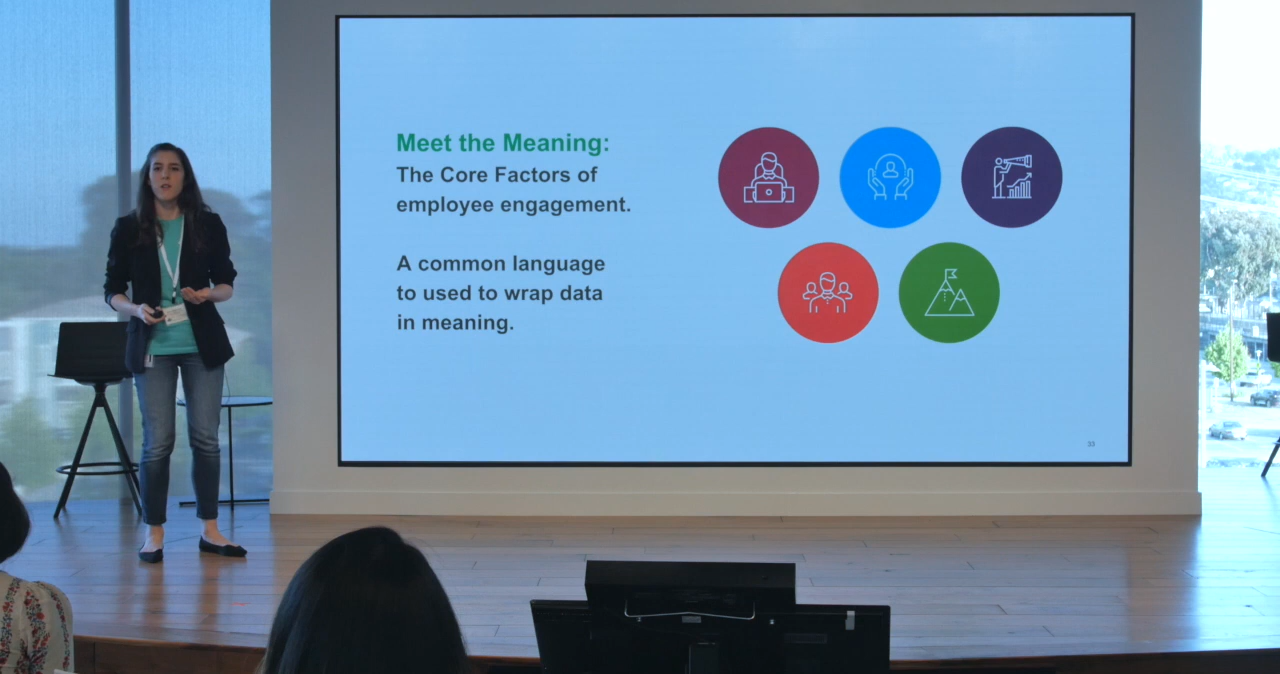 Meet the Meaning:
The Core Factors of
employee engagement.
A common language
to used to wrap data
in meaning.
33